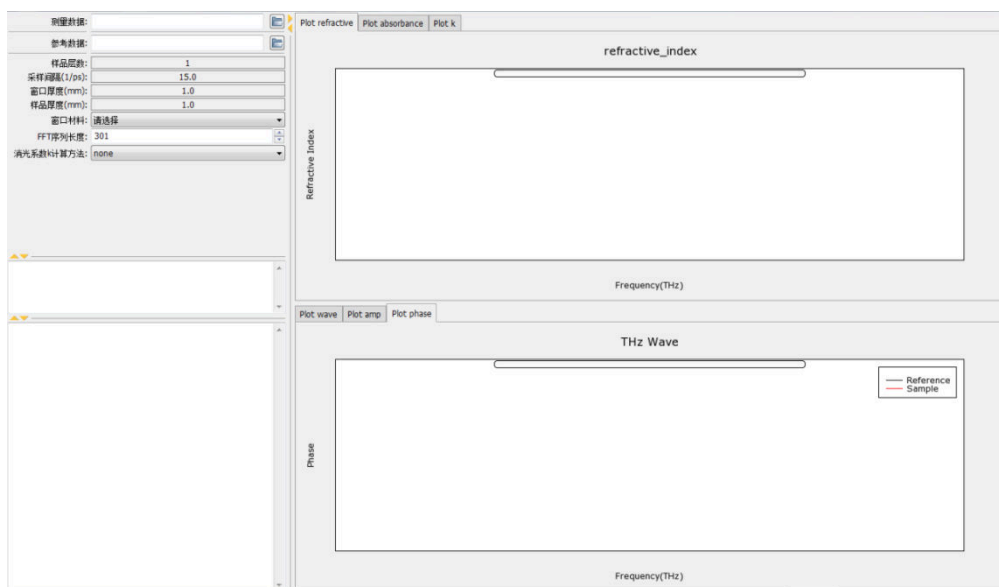 测量数据:
参考数据:
样品层数: 1
采样间隔(1/ps): 15.0
窗口厚度(mm): 1.0
样品厚度(mm): 1.0
窗口材料: 请选择
FFT序列长度: 301
消光系数k计算方法: none
Plot refractive Plot absorbance Plot k
refractive_index
Refractive Index
Frequency(THz)
Plot wave Plot amp Plot phase
THz Wave
Reference
Sample
Phase
Frequency(THz)